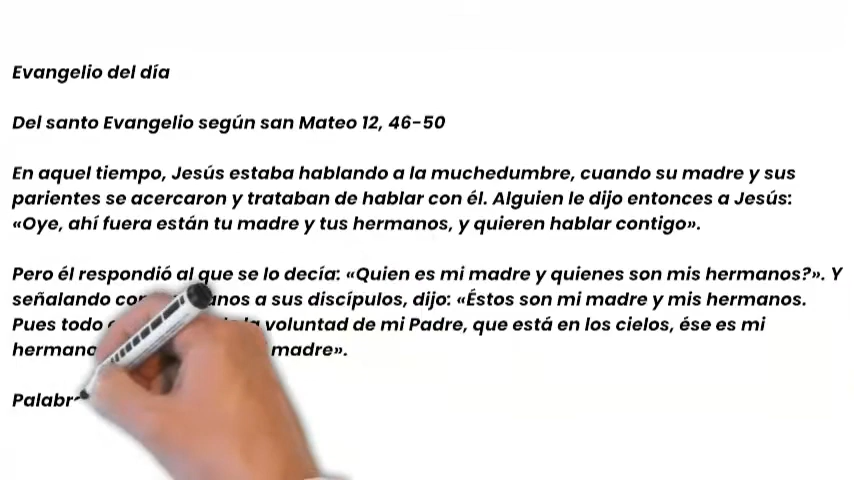 Evangelio del día
Del santo Evangelio según san Mateo 12, 46-50
En aquel tiempo, Jesús estaba hablando a la muchedumbre, cuando su madre y sus
parientes se acercaron y trataban de hablar con él. Alguien le dijo entonces a Jesús:
«Oye, ahí fuera están tu madre y tus hermanos, y quieren hablar contigo».
Pero él respondió al que se lo decía: «Quien es mi madre y quienes son mis hermanos?». Y
señalando a sus discípulos, dijo: «Éstos son mi madre y mis hermanos.
Pues todo voluntad de mi Padre, que está en los cielos, ése es mi
madre».